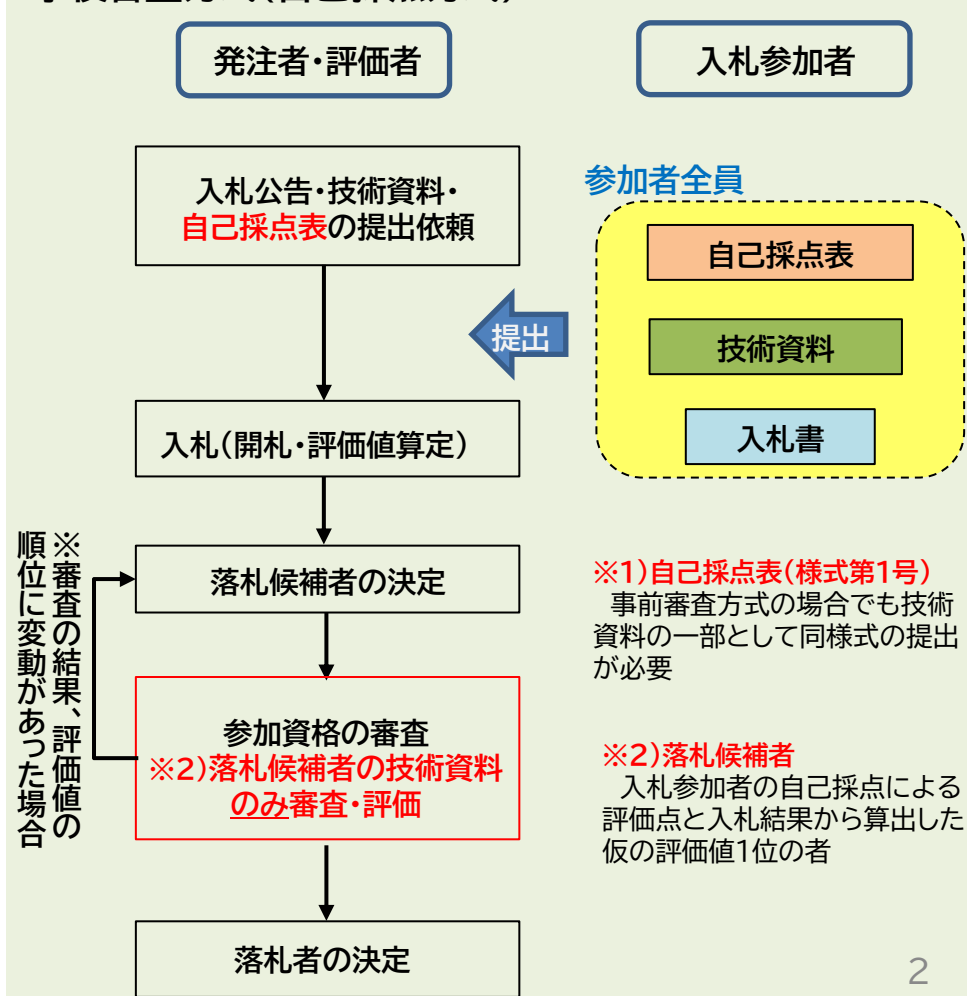 発注者・評価者
入札参加者
入札公告・技術資料・
自己採点表の提出依頼
参加者全員
自己採点表
技術資料
入札書
提出
入札（開札・評価値算定）
落札候補者の決定
※審査の結果、評価値の
順位に変動があった場合
参加資格の審査
※2）落札候補者の技術資料
のみ審査・評価
落札者の決定
※1）自己採点表（様式第1号）
事前審査方式の場合でも技術
資料の一部として同様式の提出
が必要
※2）落札候補者
入札参加者の自己採点による
評価点と入札結果から算出した
仮の評価値1位の者
2